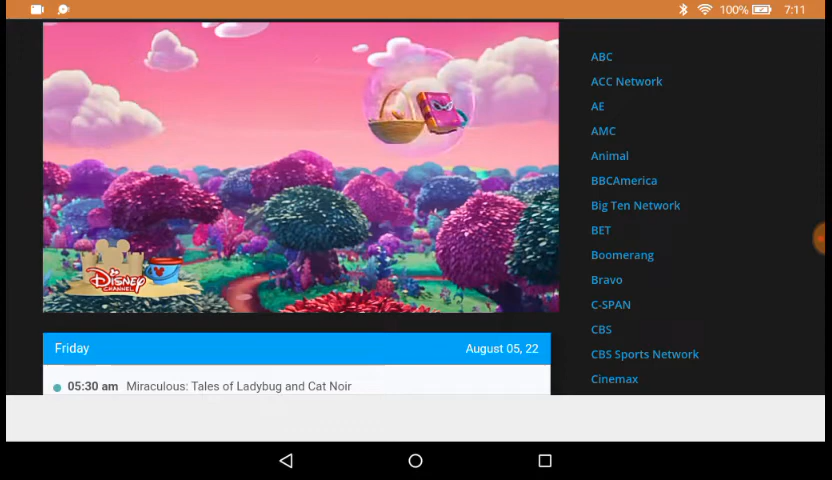 100% 7:11
ABC
ACC Network
AE
AMC
Animal
BBCAmerica
Big Ten Network
BET
Boomerang
Bravo
C-SPAN
CBS
CBS Sports Network
Cinemax
DISNEY
CHANNEL
Friday August 05, 22
05:30 am Miraculous: Tales of Ladybug and Cat Noir